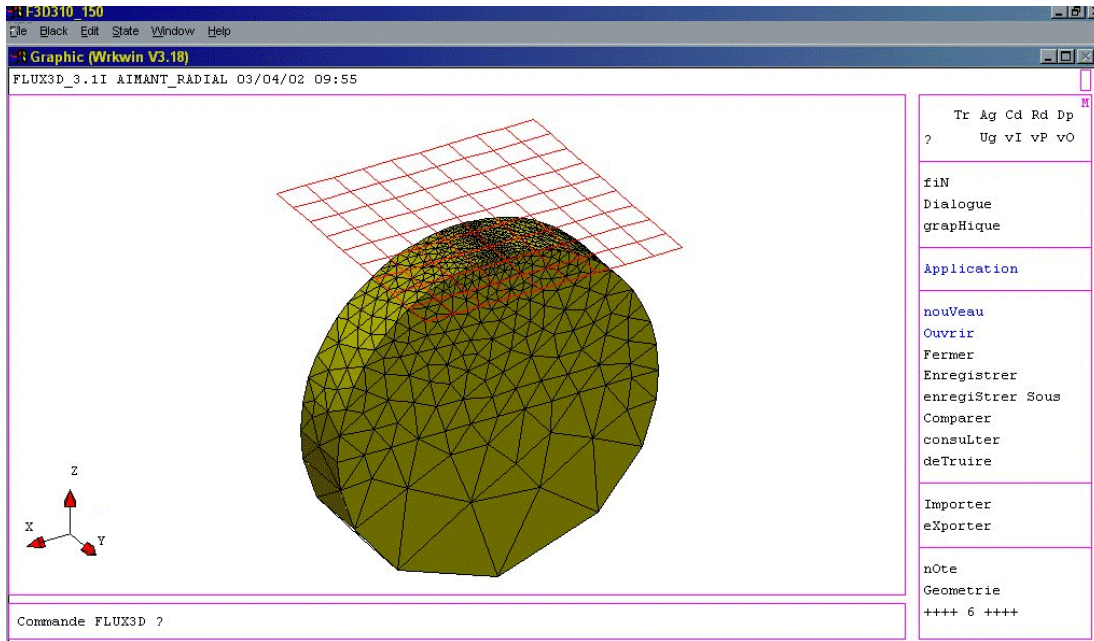 F3D310_150
File Black Edit State Window Help
Graphic (Wrkwin V3.18)
FLUX3D_3.1I AIMANT_RADIAL 03/04/02 09:55
M
Tr Ag Cd Rd Dp
? Ug vI vP vO
fiN
Dialogue
grapHique
Application
nouVeau
Ouvrir
Fermer
Enregistrer
enregiStrer Sous
Comparer
consuLter
deTruire
Importer
eXporter
nOte
Geometrie
++++ 6 ++++
Z
X
Y
Commande FLUX3D ?